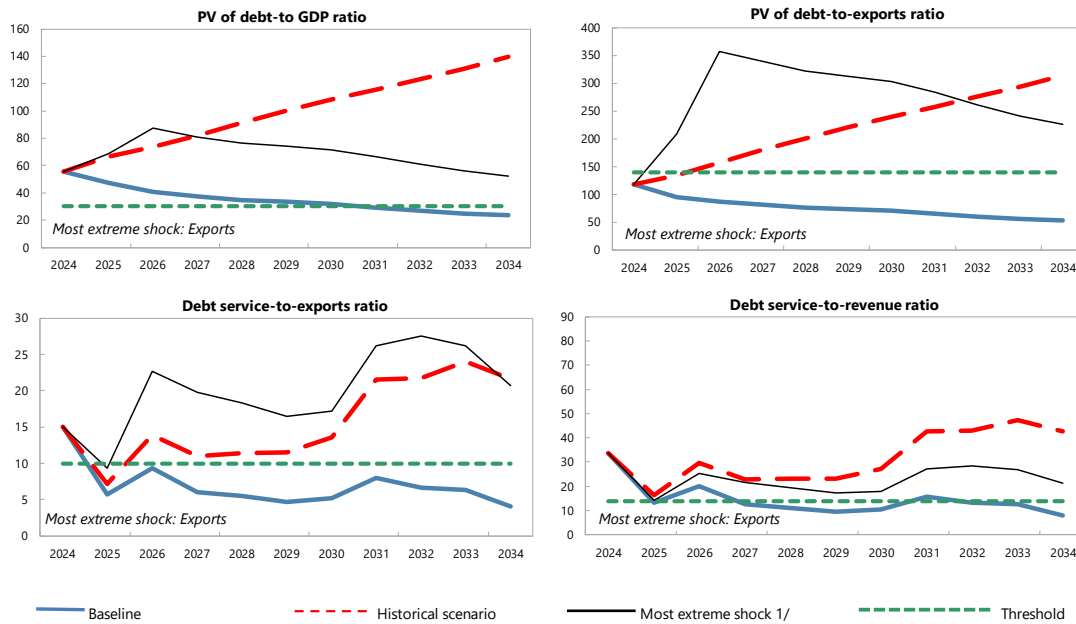 PV of debt-to GDP ratio
160
140
120
100
80
60
40
20
0
Most extreme shock: Exports
2024 2025 2026 2027 2028 2029 2030 2031 2032 2033 2034
PV of debt-to-exports ratio
400
350
300
250
200
150
100
50
0
Most extreme shock: Exports
2024 2025 2026 2027 2028 2029 2030 2031 2032 2033 2034
Debt service-to-exports ratio
30
25
20
15
10
5
0
Most extreme shock: Exports
2024 2025 2026 2027 2028 2029 2030 2031 2032 2033 2034
Debt service-to-revenue ratio
90
80
70
60
50
40
30
20
10
0
Most extreme shock: Exports
2024 2025 2026 2027 2028 2029 2030 2031 2032 2033 2034
Baseline Historical scenario Most extreme shock 1/ Threshold